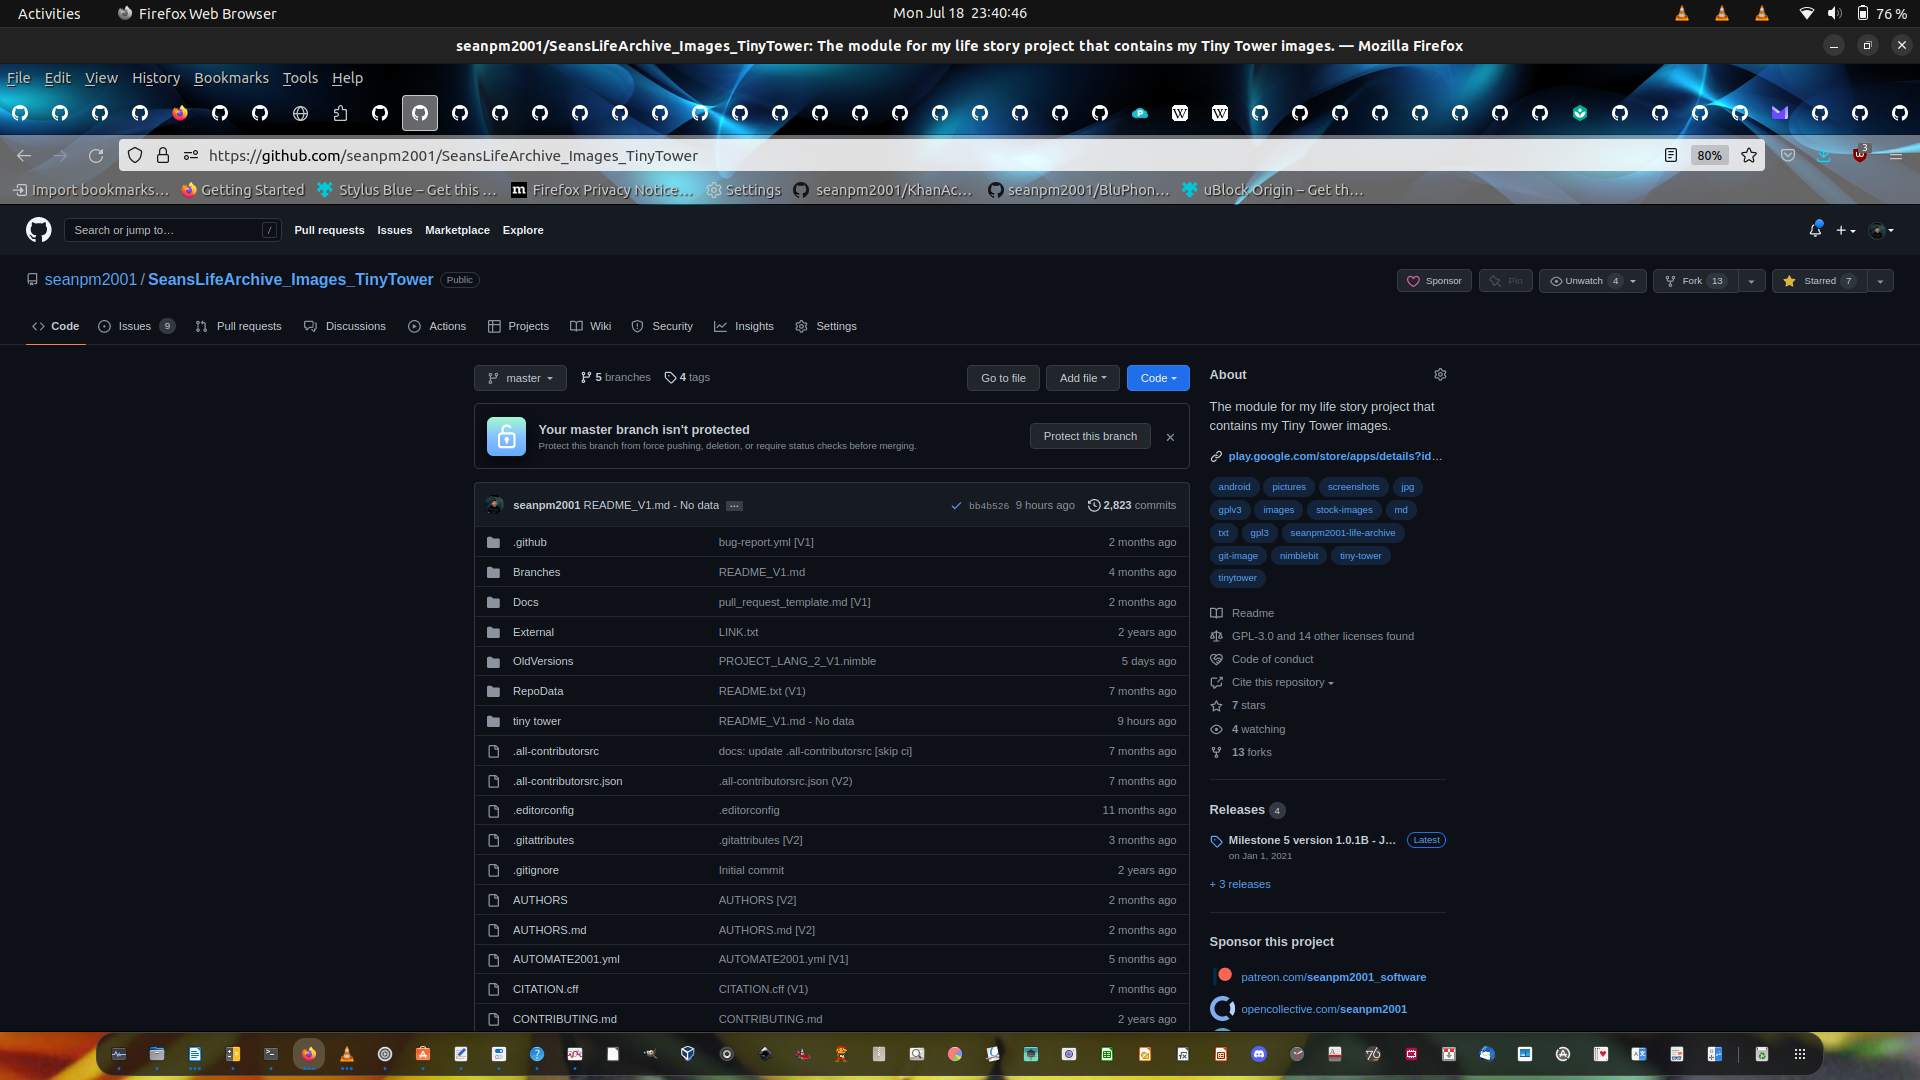 Activities
Firefox Web Browser
Mon Jul 18 23:40:46
76 %
seanpm2001/SeansLifeArchive_Images_TinyTower: The module for my life story project that contains my Tiny Tower images. — Mozilla Firefox
File Edit View History Bookmarks Tools Help
https://github.com/seanpm2001/SeansLifeArchive_Images_TinyTower
80%
3
Import bookmarks…
Getting Started
Stylus Blue – Get this …
Firefox Privacy Notice…
Settings
seanpm2001/KhanAc…
seanpm2001/BluPhon…
uBlock Origin – Get th…
Search or jump to…
/
Pull requests Issues Marketplace Explore
seanpm2001 / SeansLifeArchive_Images_TinyTower Public
Sponsor
Pin
Unwatch 4
Fork 13
Starred 7
Code
Issues 9
Pull requests
Discussions
Actions
Projects
Wiki
Security
Insights
Settings
master
5 branches
4 tags
Go to file
Add file
Code
Your master branch isn't protected
Protect this branch from force pushing, deletion, or require status checks before merging.
Protect this branch
seanpm2001 README_V1.md - No data ...
bb4b526 9 hours ago
2,823 commits
.github bug-report.yml [V1] 2 months ago
Branches README_V1.md 4 months ago
Docs pull_request_template.md [V1] 2 months ago
External LINK.txt 2 years ago
OldVersions PROJECT_LANG_2_V1.nimble 5 days ago
RepoData README.txt (V1) 7 months ago
tiny tower README_V1.md - No data 9 hours ago
.all-contributorsrc docs: update .all-contributorsrc [skip ci] 7 months ago
.all-contributorsrc.json .all-contributorsrc.json (V2) 7 months ago
.editorconfig .editorconfig 11 months ago
.gitattributes .gitattributes [V2] 3 months ago
.gitignore Initial commit 2 years ago
AUTHORS AUTHORS [V2] 2 months ago
AUTHORS.md AUTHORS.md [V2] 2 months ago
AUTOMATE2001.yml AUTOMATE2001.yml [V1] 5 months ago
CITATION.cff CITATION.cff (V1) 7 months ago
CONTRIBUTING.md CONTRIBUTING.md 2 years ago
About
The module for my life story project that
contains my Tiny Tower images.
play.google.com/store/apps/details?id…
android pictures screenshots jpg
gplv3 images stock-images md
txt gpl3 seanpm2001-life-archive
git-image nimblebit tiny-tower
tinytower
Readme
GPL-3.0 and 14 other licenses found
Code of conduct
Cite this repository
7 stars
4 watching
13 forks
Releases 4
Milestone 5 version 1.0.1B - J… Latest
on Jan 1, 2021
+ 3 releases
Sponsor this project
patreon.com/seanpm2001_software
opencollective.com/seanpm2001